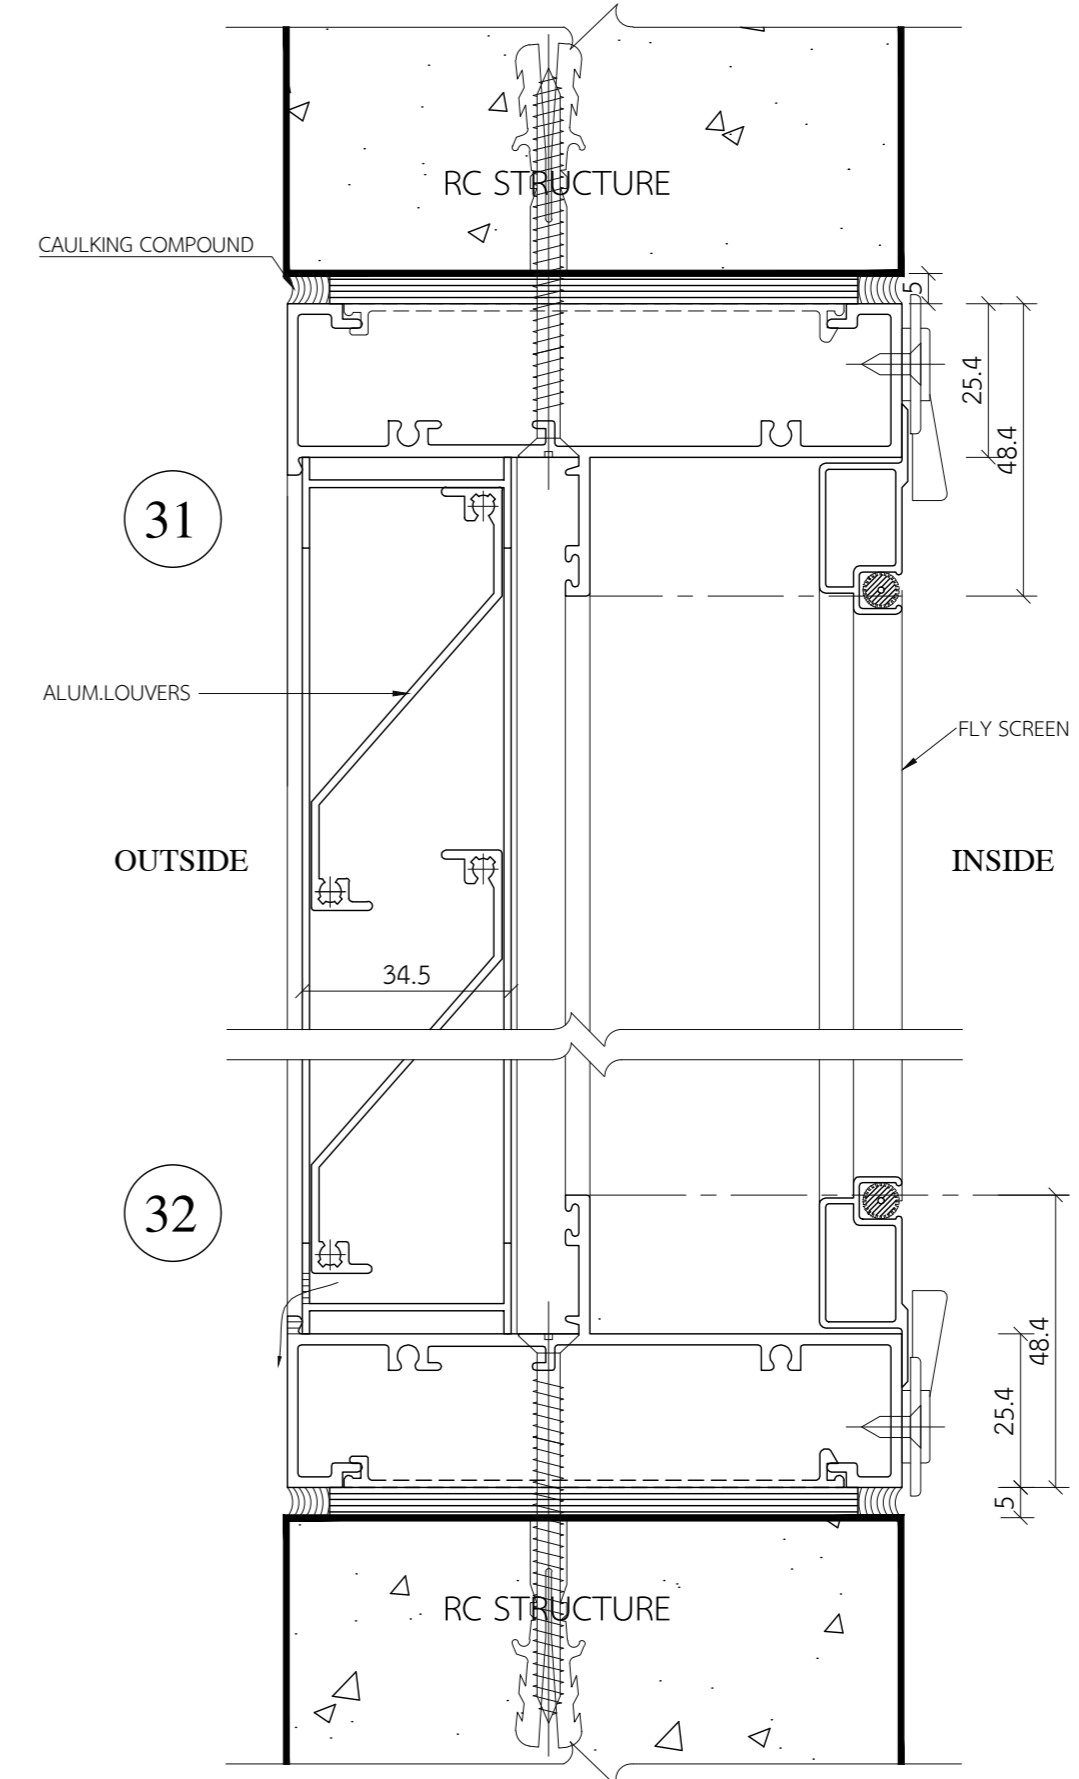 RC STRUCTURE
CAULKING COMPOUND
5
25.4
48.4
31
ALUM.LOUVERS
FLY SCREEN
OUTSIDE
INSIDE
34.5
32
48.4
25.4
5
RC STRUCTURE